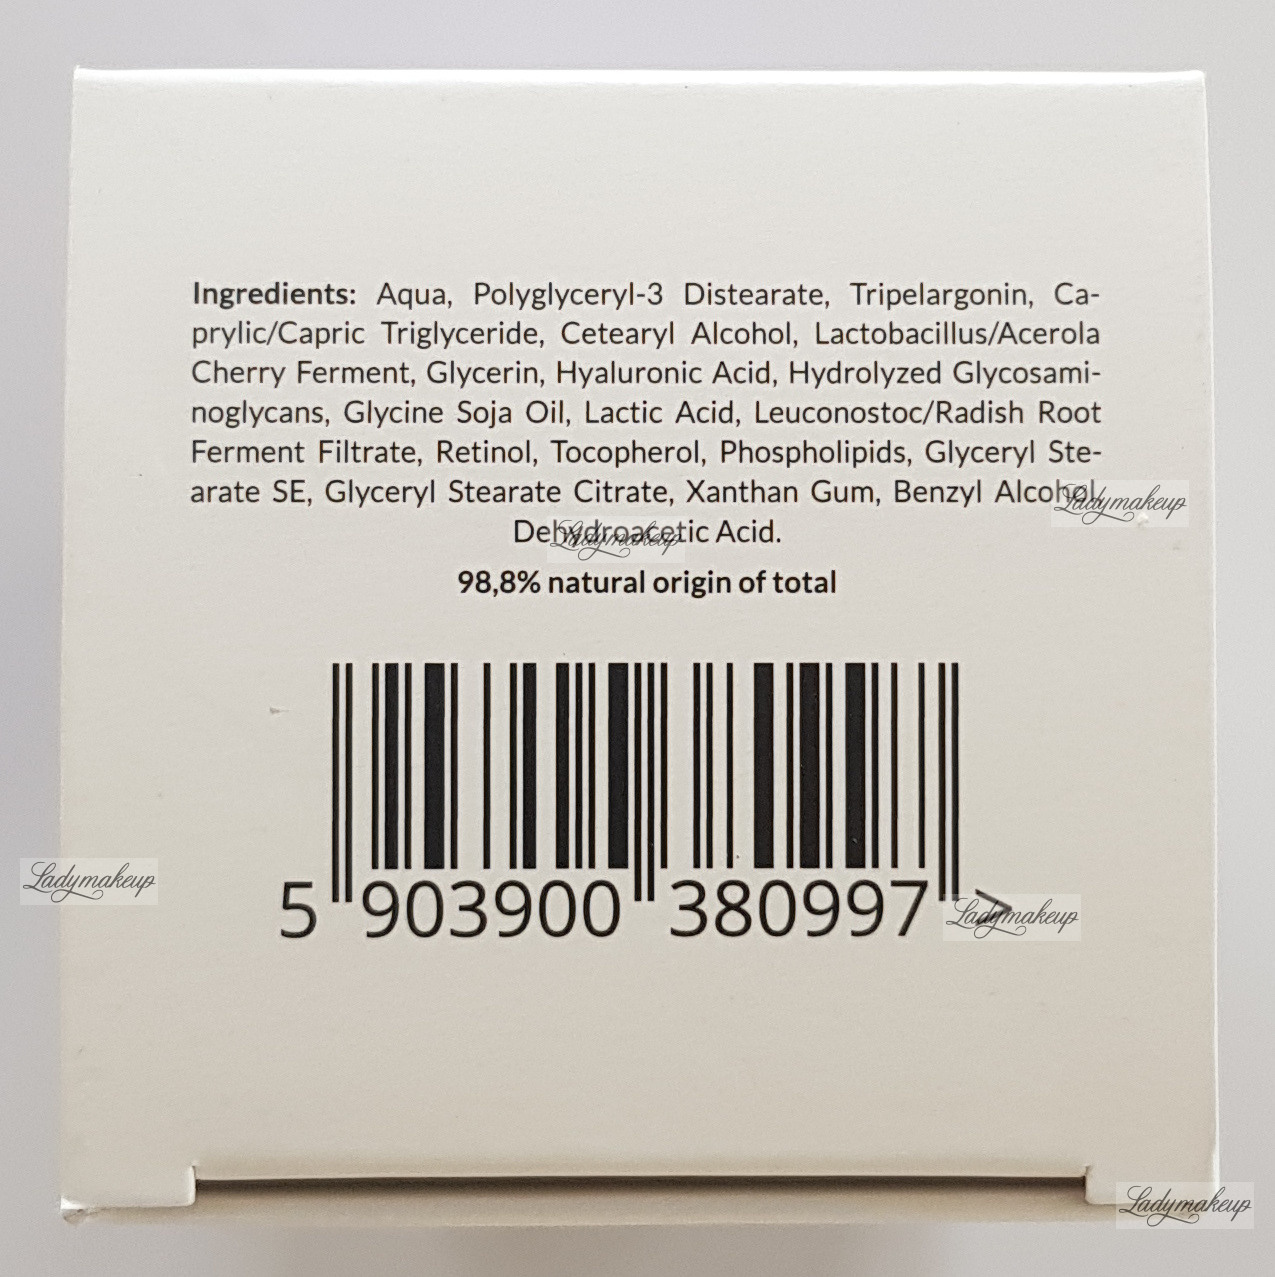 Ingredients: Aqua, Polyglyceryl-3 Distearate, Tripelargonin, Ca-
prylic/Capric Triglyceride, Cetearyl Alcohol, Lactobacillus/Acerola
Cherry Ferment, Glycerin, Hyaluronic Acid, Hydrolyzed Glycosami-
noglycans, Glycine Soja Oil, Lactic Acid, Leuconostoc/Radish Root
Ferment Filtrate, Retinol, Tocopherol, Phospholipids, Glyceryl Ste-
arate SE, Glyceryl Stearate Citrate, Xanthan Gum, Benzyl Alcohol,
Ladymakeup
Dehydroacetic Acid.
Ladymakeup
98,8% natural origin of total
Ladymakeup
5 903900 380997 >
Ladymakeup
Ladymakeup